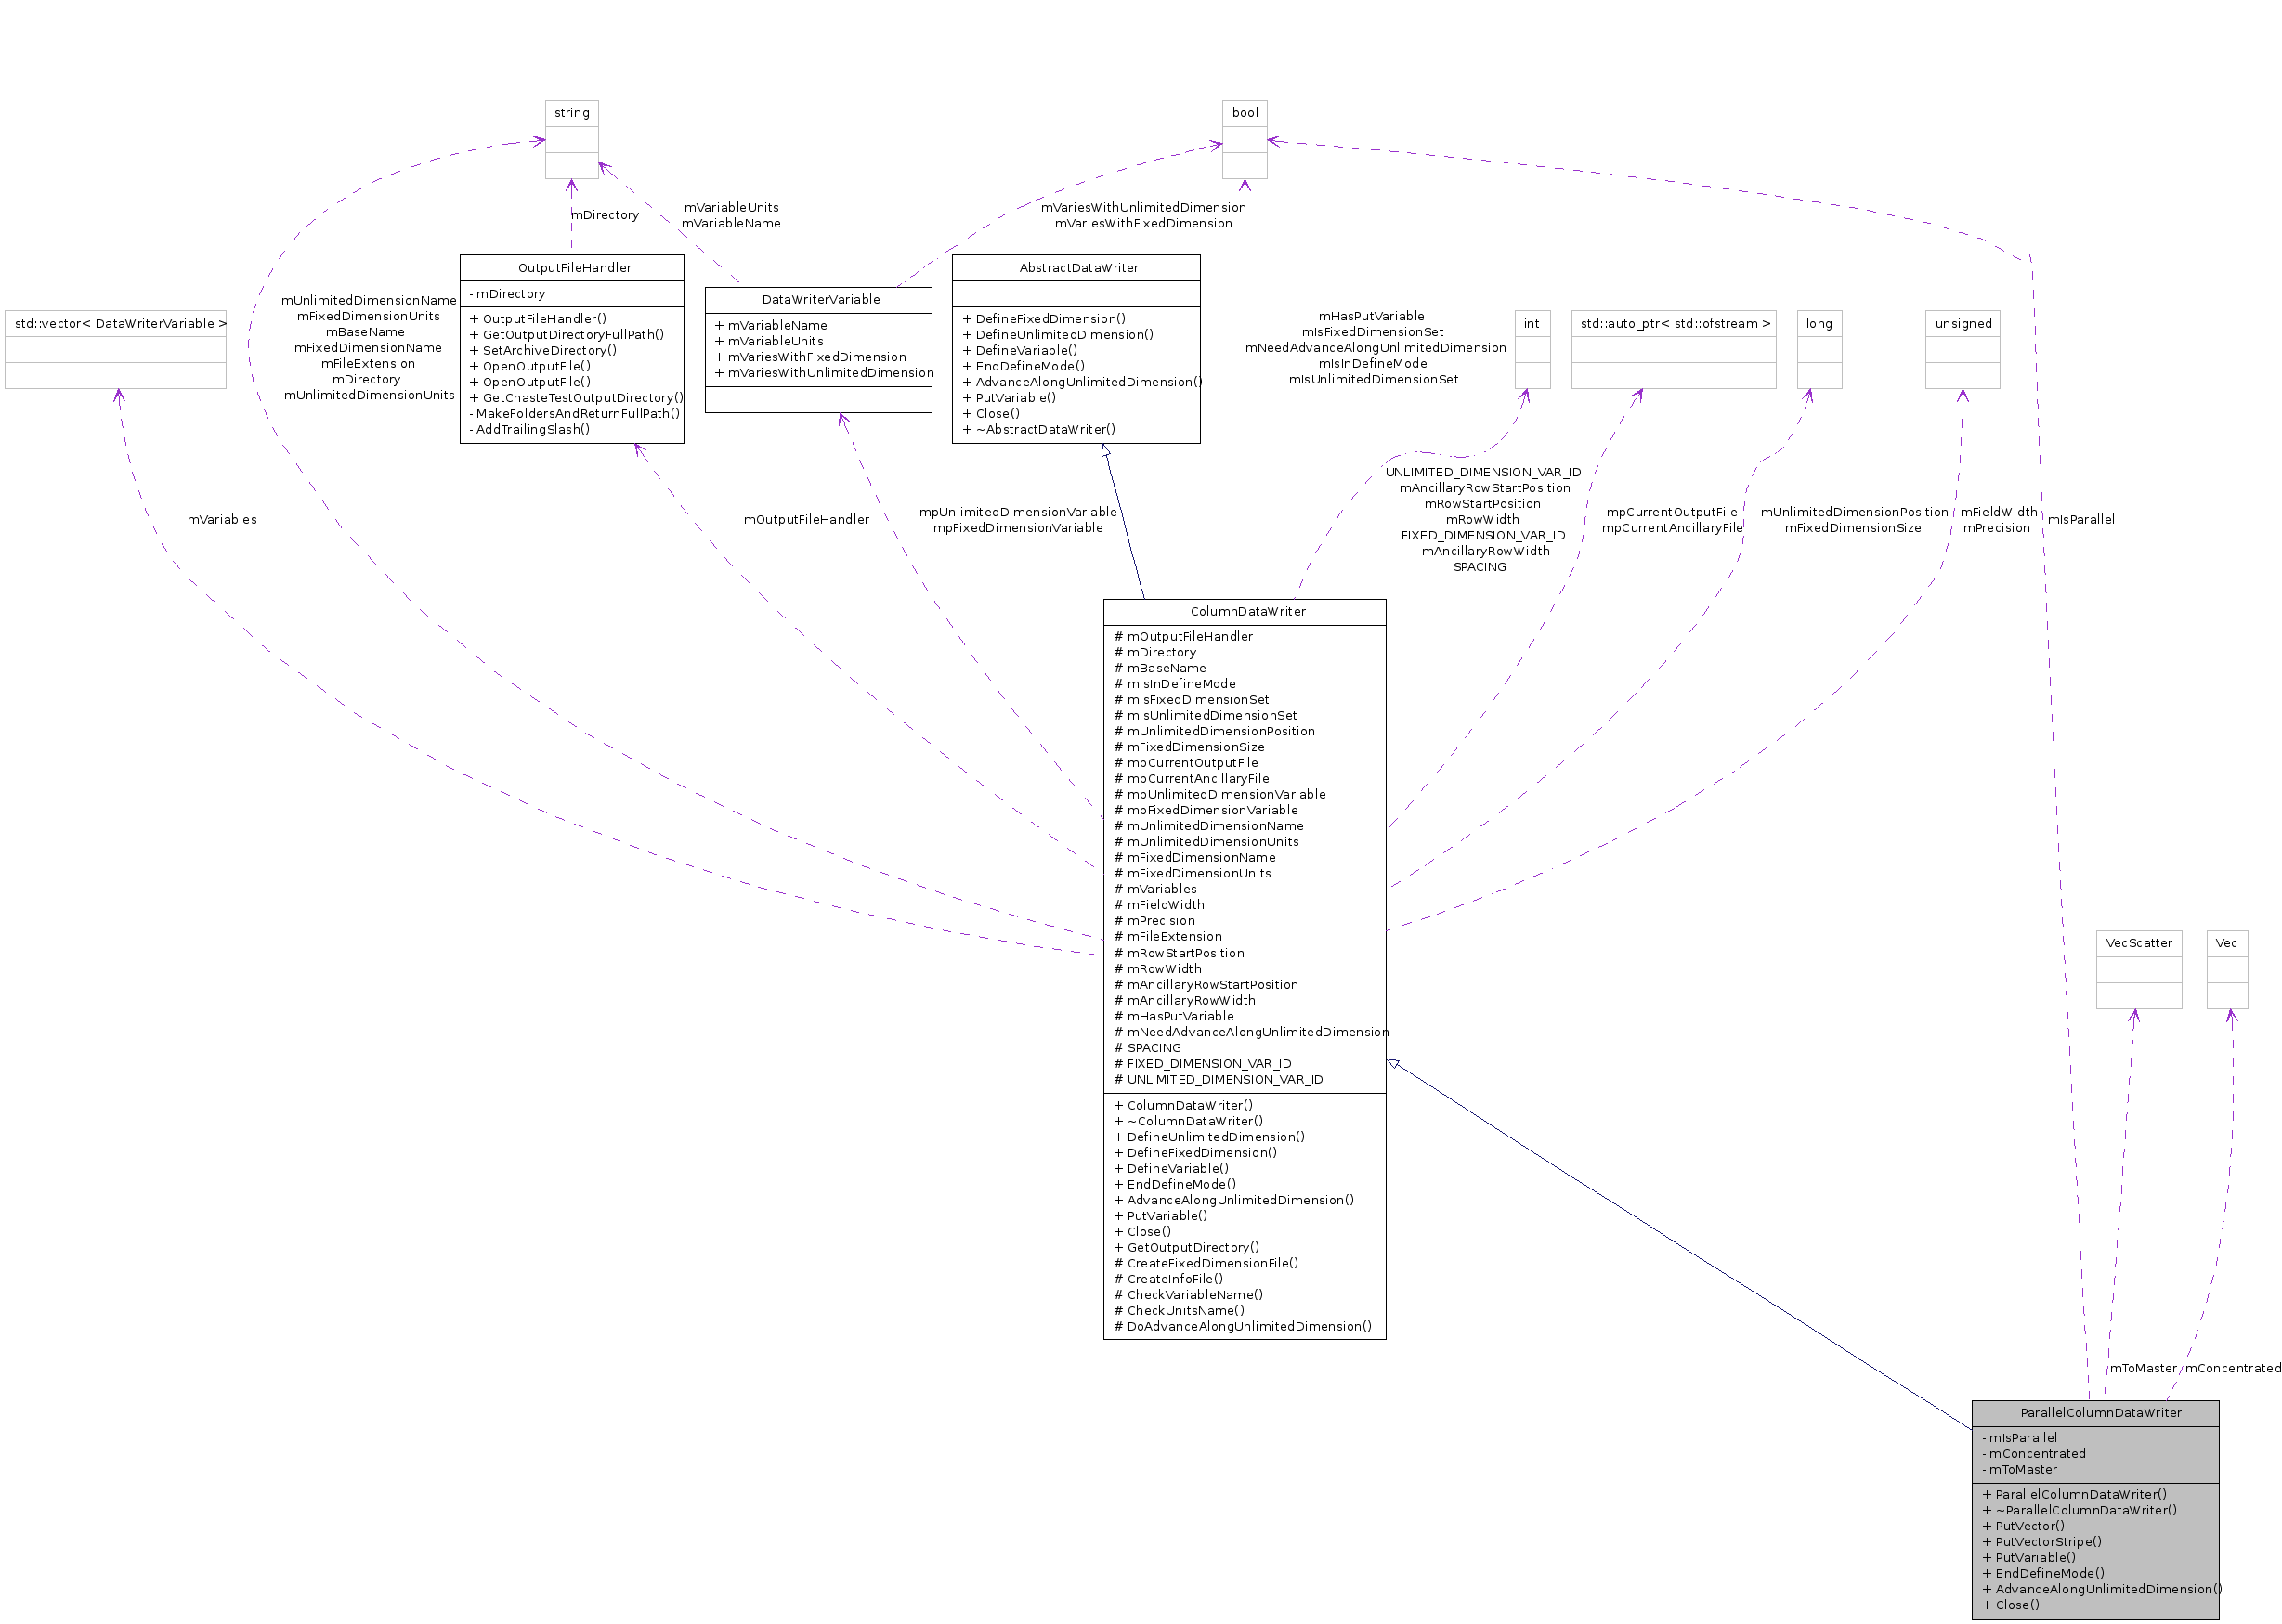 string
bool
mDirectory
mVariableUnits
mVariableName
mVariesWithUnlimitedDimension
mVariesWithFixedDimension
std::vector< DataWriterVariable >
mUnlimitedDimensionName
mFixedDimensionUnits
mBaseName
mFixedDimensionName
mFileExtension
mDirectory
mUnlimitedDimensionUnits
OutputFileHandler
- mDirectory
+ OutputFileHandler()
+ GetOutputDirectoryFullPath()
+ SetArchiveDirectory()
+ OpenOutputFile()
+ OpenOutputFile()
+ GetChasteTestOutputDirectory()
- MakeFoldersAndReturnFullPath()
- AddTrailingSlash()
DataWriterVariable
+ mVariableName
+ mVariableUnits
+ mVariesWithFixedDimension
+ mVariesWithUnlimitedDimension
AbstractDataWriter
+ DefineFixedDimension()
+ DefineUnlimitedDimension()
+ DefineVariable()
+ EndDefineMode()
+ AdvanceAlongUnlimitedDimension()
+ PutVariable()
+ Close()
+ ~AbstractDataWriter()
mHasPutVariable
mIsFixedDimensionSet
mNeedAdvanceAlongUnlimitedDimension
mIsInDefineMode
mIsUnlimitedDimensionSet
int
std::auto_ptr< std::ofstream >
long
unsigned
mVariables
mOutputFileHandler
mpUnlimitedDimensionVariable
mpFixedDimensionVariable
UNLIMITED_DIMENSION_VAR_ID
mAncillaryRowStartPosition
mRowStartPosition
mRowWidth
FIXED_DIMENSION_VAR_ID
mAncillaryRowWidth
SPACING
mpCurrentOutputFile
mpCurrentAncillaryFile
mUnlimitedDimensionPosition
mFixedDimensionSize
mFieldWidth
mPrecision
mIsParallel
ColumnDataWriter
# mOutputFileHandler
# mDirectory
# mBaseName
# mIsInDefineMode
# mIsFixedDimensionSet
# mIsUnlimitedDimensionSet
# mUnlimitedDimensionPosition
# mFixedDimensionSize
# mpCurrentOutputFile
# mpCurrentAncillaryFile
# mpUnlimitedDimensionVariable
# mpFixedDimensionVariable
# mUnlimitedDimensionName
# mUnlimitedDimensionUnits
# mFixedDimensionName
# mFixedDimensionUnits
# mVariables
# mFieldWidth
# mPrecision
# mFileExtension
# mRowStartPosition
# mRowWidth
# mAncillaryRowStartPosition
# mAncillaryRowWidth
# mHasPutVariable
# mNeedAdvanceAlongUnlimitedDimension
# SPACING
# FIXED_DIMENSION_VAR_ID
# UNLIMITED_DIMENSION_VAR_ID
+ ColumnDataWriter()
+ ~ColumnDataWriter()
+ DefineUnlimitedDimension()
+ DefineFixedDimension()
+ DefineVariable()
+ EndDefineMode()
+ AdvanceAlongUnlimitedDimension()
+ PutVariable()
+ Close()
+ GetOutputDirectory()
# CreateFixedDimensionFile()
# CreateInfoFile()
# CheckVariableName()
# CheckUnitsName()
# DoAdvanceAlongUnlimitedDimension()
VecScatter
Vec
mToMaster
mConcentrated
ParallelColumnDataWriter
- mIsParallel
- mConcentrated
- mToMaster
+ ParallelColumnDataWriter()
+ ~ParallelColumnDataWriter()
+ PutVector()
+ PutVectorStripe()
+ PutVariable()
+ EndDefineMode()
+ AdvanceAlongUnlimitedDimension()
+ Close()